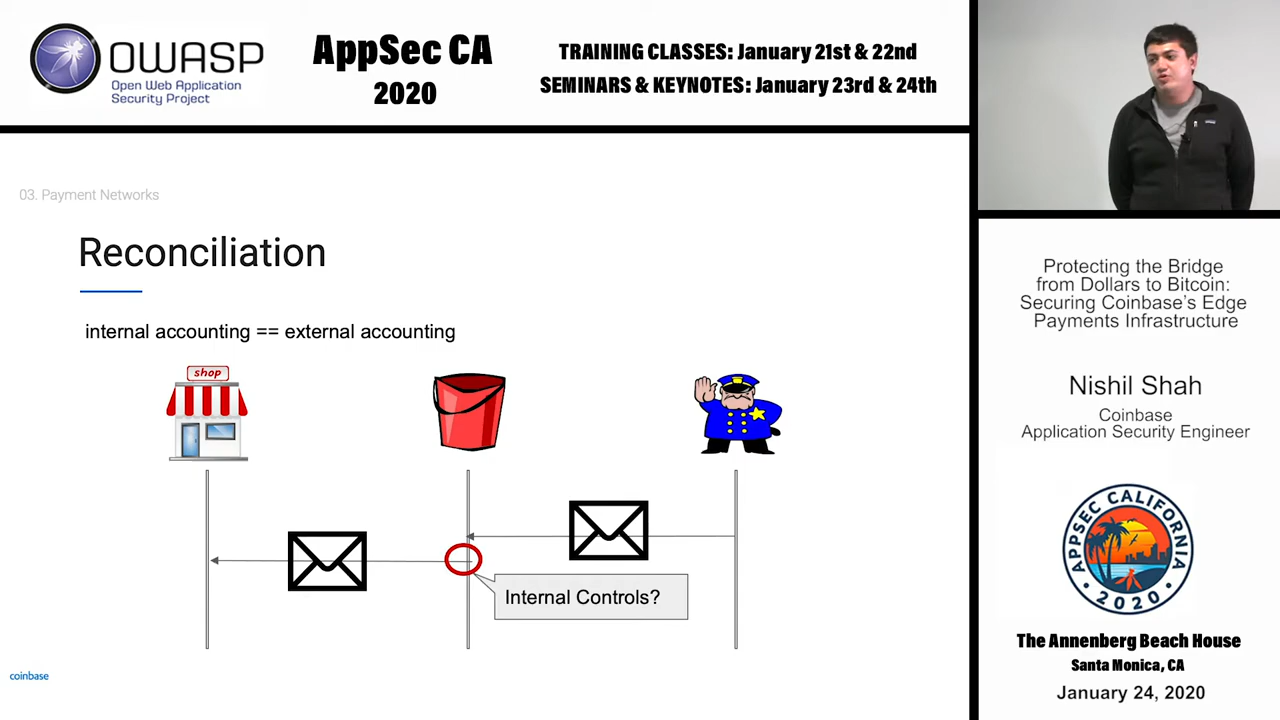 OWASP
Open Web Application
Security Project
AppSec CA
2020
TRAINING CLASSES: January 21st & 22nd
SEMINARS & KEYNOTES: January 23rd & 24th
03. Payment Networks
Reconciliation
internal accounting == external accounting
shop
Internal Controls?
coinbase
Protecting the Bridge
from Dollars to Bitcoin:
Securing Coinbase's Edge
Payments Infrastructure
Nishil Shah
Coinbase
Application Security Engineer
APPSEC CALIFORNIA
2020
The Annenberg Beach House
Santa Monica, CA
January 24, 2020